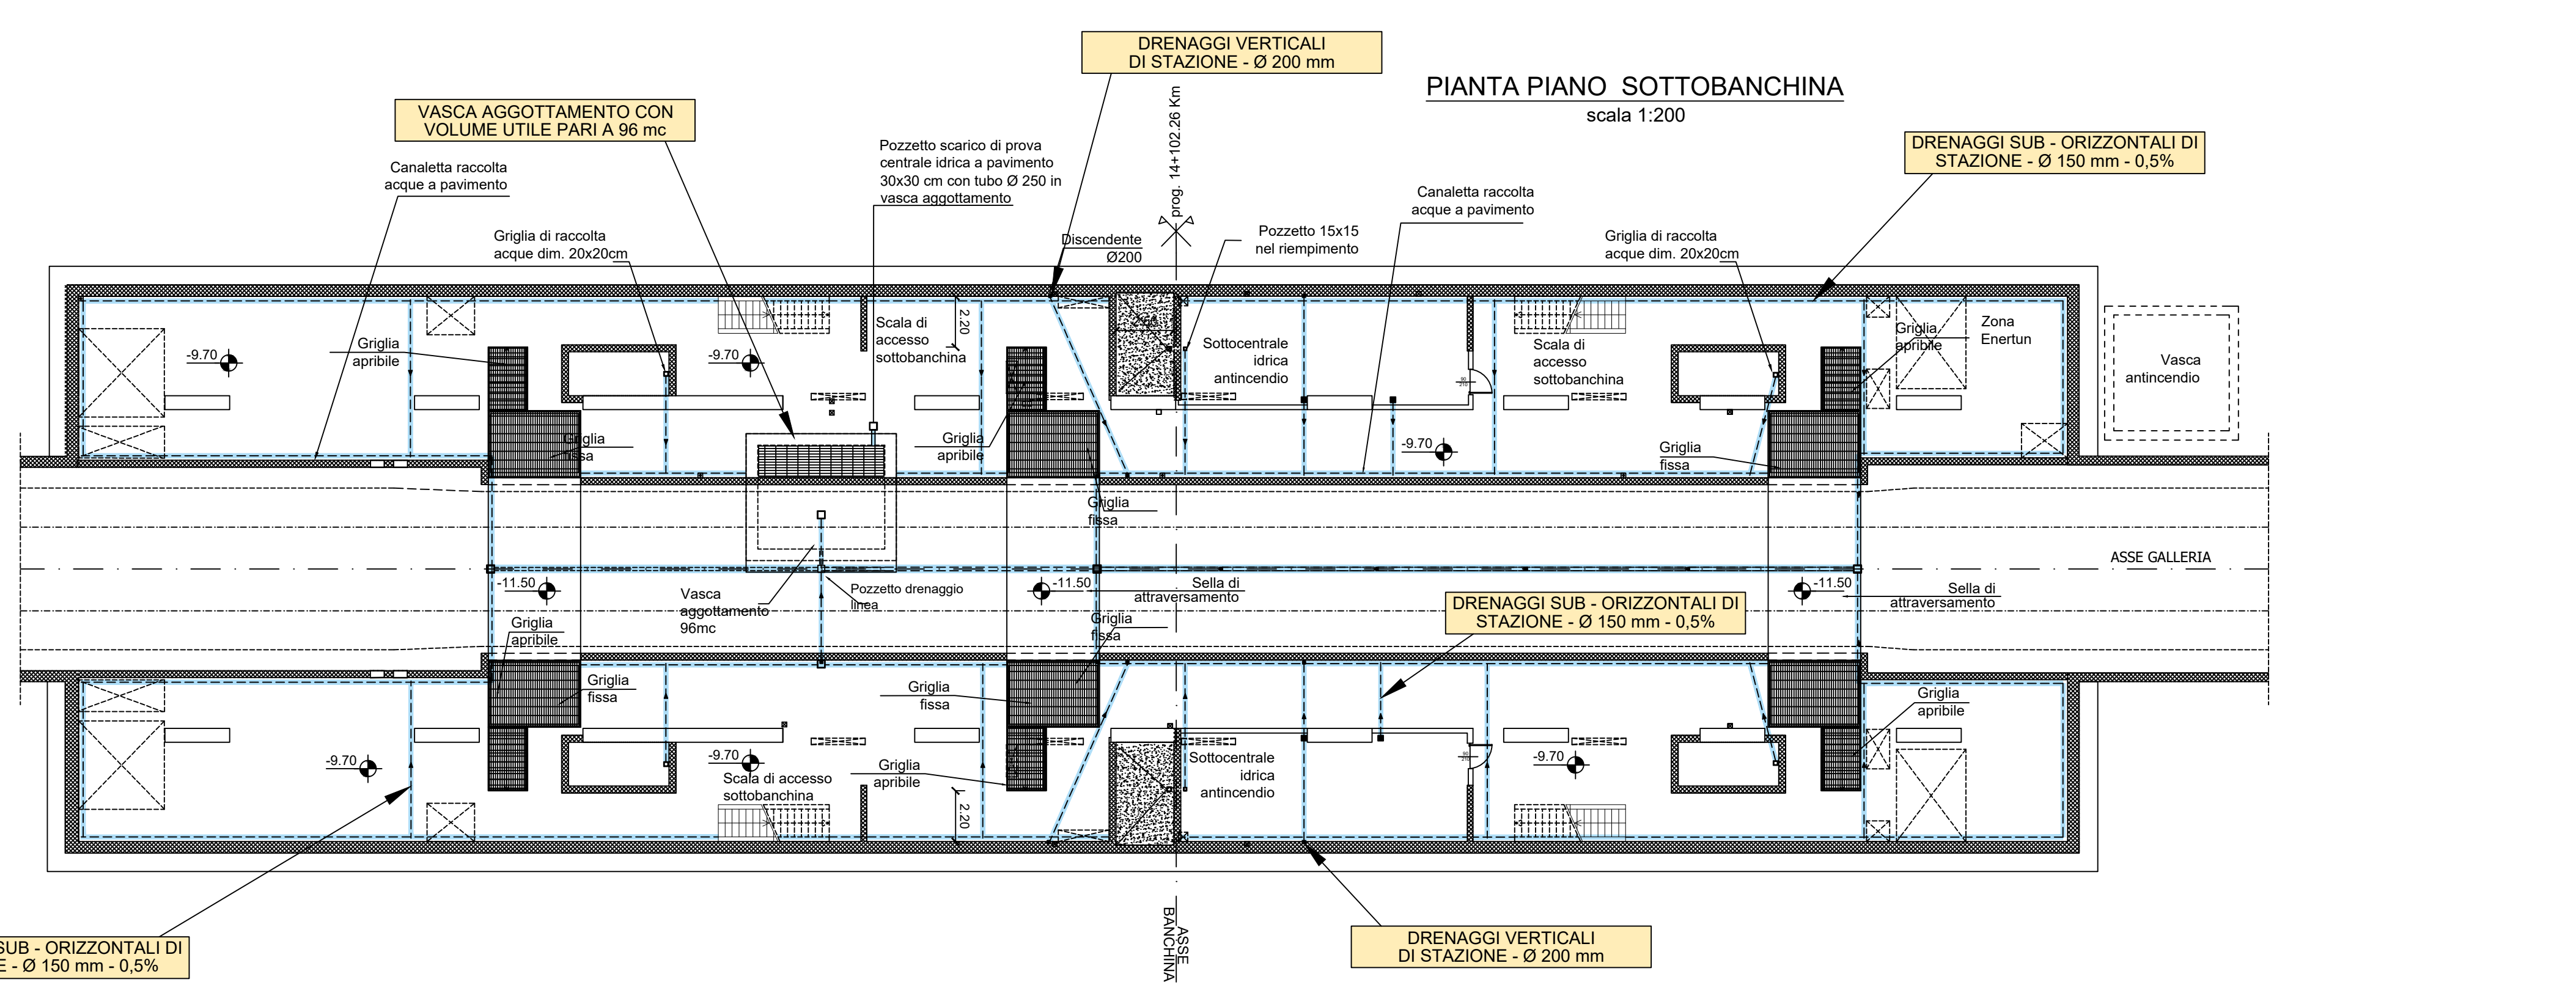 DRENAGGI VERTICALI
DI STAZIONE - Ø 200 mm
PIANTA PIANO SOTTOBANCHINA
scala 1:200
VASCA AGGOTTAMENTO CON
VOLUME UTILE PARI A 96 mc
prog. 14+102.26 Km
DRENAGGI SUB - ORIZZONTALI DI
STAZIONE - Ø 150 mm - 0,5%
Pozzetto scarico di prova
centrale idrica a pavimento
30x30 cm con tubo Ø 250 in
vasca aggottamento
Canaletta raccolta
acque a pavimento
Canaletta raccolta
acque a pavimento
Griglia di raccolta
acque dim. 20x20cm
Discendente
Ø200
Pozzetto 15x15
nel riempimento
Griglia di raccolta
acque dim. 20x20cm
-9.70
Griglia
apribile
-9.70
Scala di
accesso
sottobanchina
2.20
Sottocentrale
idrica
antincendio
Scala di
accesso
sottobanchina
Griglia
apribile
Zona
Enertun
Vasca
antincendio
Griglia
fissa
Griglia
apribile
-9.70
Griglia
fissa
Griglia
fissa
ASSE GALLERIA
-11.50
Vasca
aggottamento
96mc
Pozzetto drenaggio
linea
-11.50
Sella di
attraversamento
-11.50
Sella di
attraversamento
DRENAGGI SUB - ORIZZONTALI DI
STAZIONE - Ø 150 mm - 0,5%
Griglia
apribile
Griglia
fissa
Griglia
fissa
Griglia
fissa
Griglia
apribile
-9.70
-9.70
Scala di accesso
sottobanchina
Griglia
apribile
2.20
Sottocentrale
idrica
antincendio
-9.70
ASSE
BANCHINA
SUB - ORIZZONTALI DI
E - Ø 150 mm - 0,5%
DRENAGGI VERTICALI
DI STAZIONE - Ø 200 mm